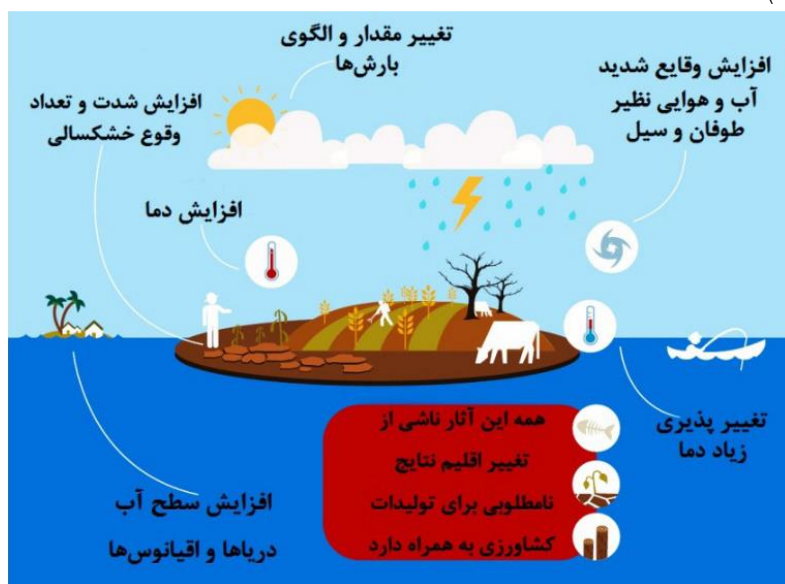 (
تغییر مقدار و الگوی
بارش‌ها
افزایش وقایع شدید
آب و هوایی نظیر
طوفان و سیل
افزایش شدت و تعداد
وقوع خشکسالی
افزایش دما
تغییر پذیری
زیاد دما
افزایش سطح آب
دریاها و اقیانوس‌ها
همه این آثار ناشی از
تغییر اقلیم نتایج
نامطلوبی برای تولیدات
کشاورزی به همراه دارد